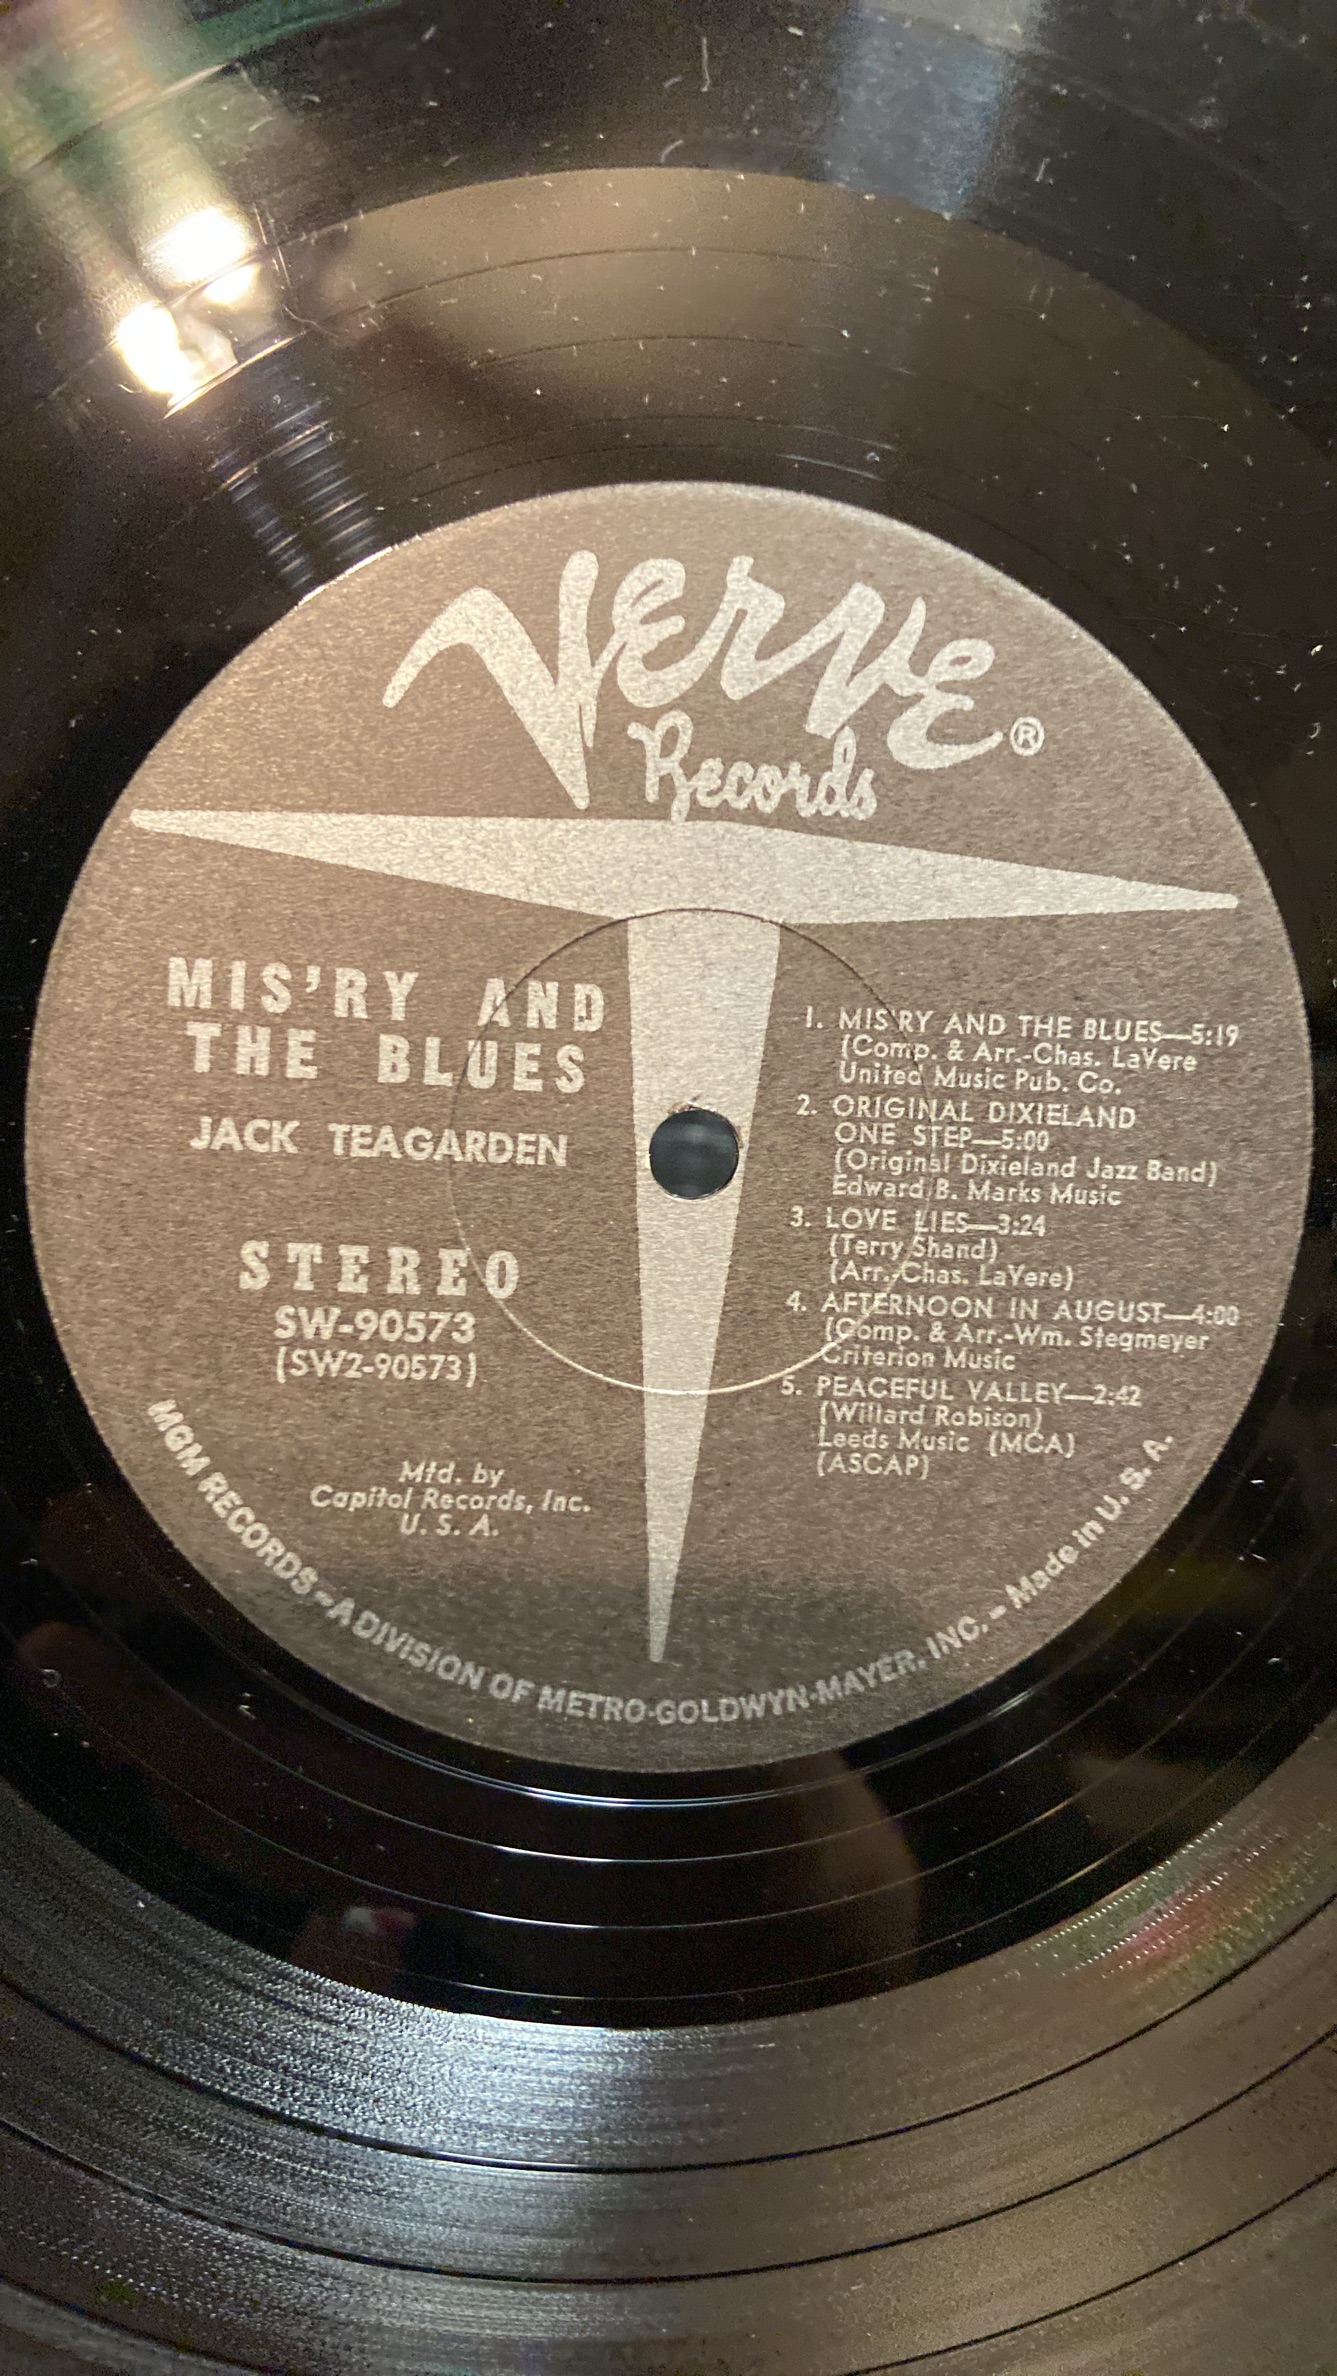 Verve ®
Records
MIS'RY AND
THE BLUES
JACK TEAGARDEN
STEREO
SW-90573
(SW2-90573)
Mfd. by
Capitol Records, Inc.
U. S. A.
1. MIS'RY AND THE BLUES—5:19
(Comp. & Arr.-Chas. LaVere
United Music Pub. Co.
2. ORIGINAL DIXIELAND
ONE STEP—5:00
(Original Dixieland Jazz Band)
Edward B. Marks Music
3. LOVE LIES—3:24
(Terry Shand)
(Arr.-Chas. LaVere)
4. AFTERNOON IN AUGUST—4:00
(Comp. & Arr.-Wm. Stegmeyer
Criterion Music
5. PEACEFUL VALLEY—2:42
(Willard Robison)
Leeds Music (MCA)
(ASCAP)
MGM RECORDS – A DIVISION OF METRO-GOLDWYN-MAYER, INC. – Made in U. S. A.